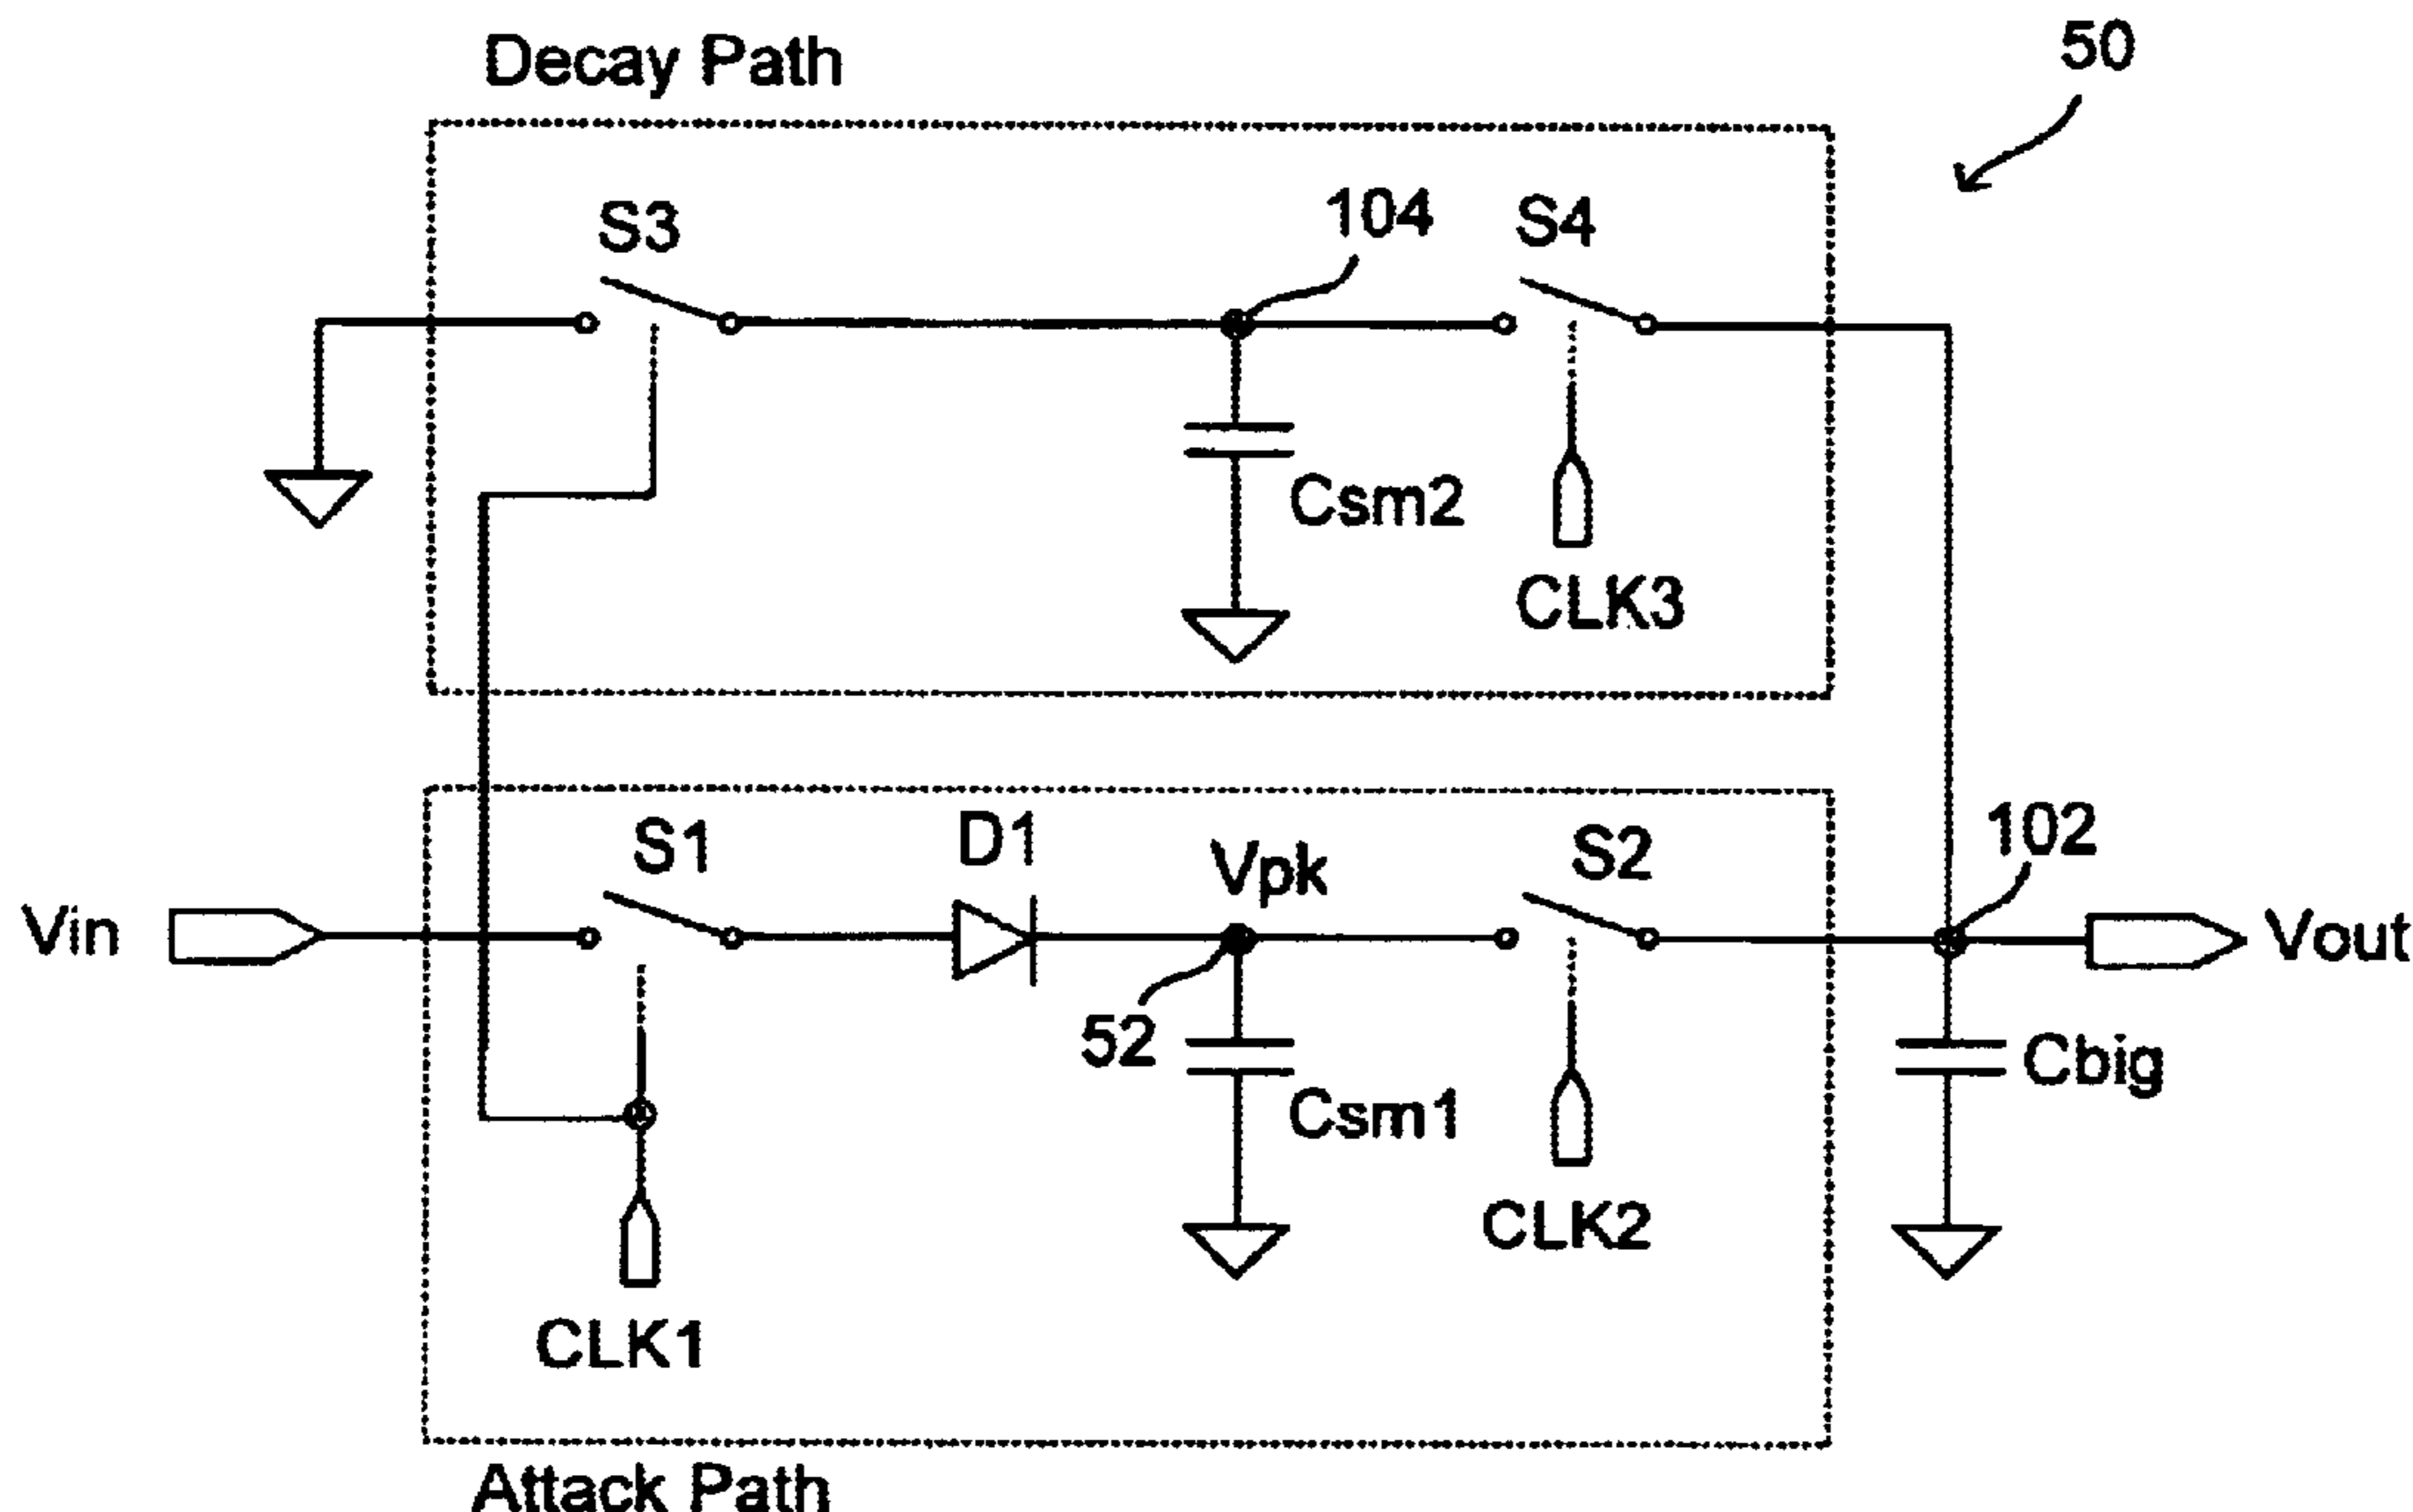 Decay Path
50
S3
104
S4
Csm2
CLK3
S1
D1
Vpk
S2
102
Vin
Vout
52
Csm1
Cbig
CLK2
CLK1
Attack Path